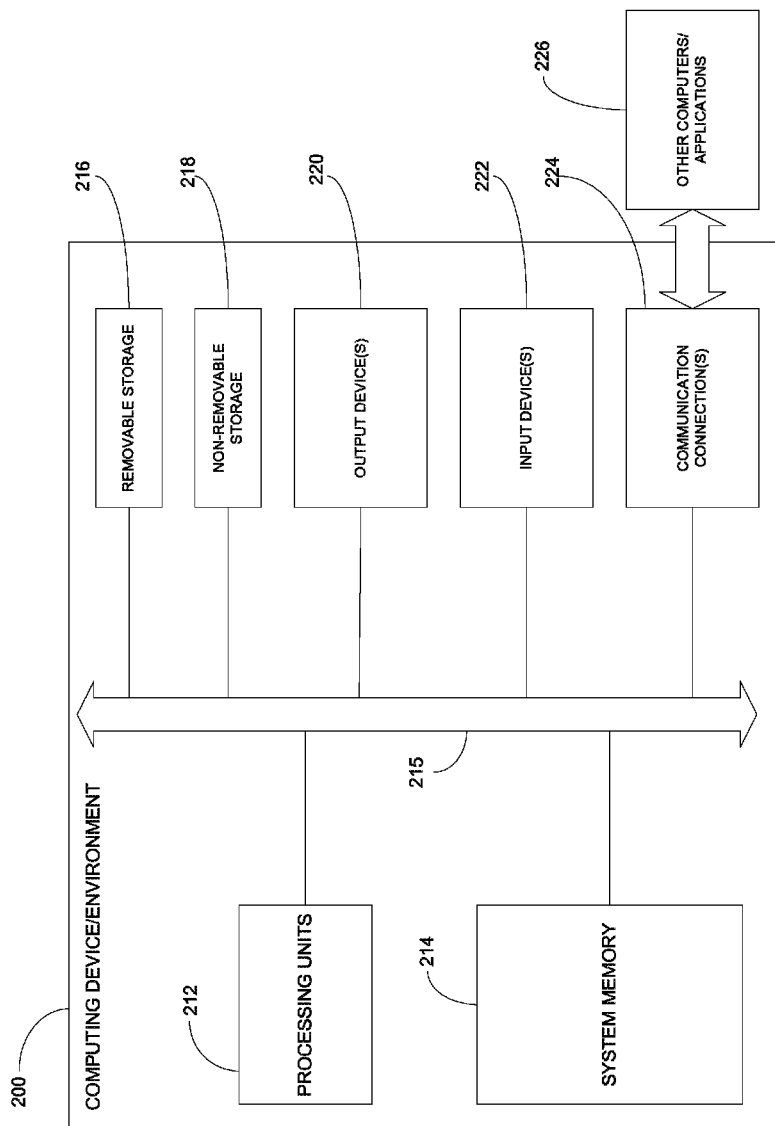 200
COMPUTING DEVICE/ENVIRONMENT
212
PROCESSING UNITS
214
SYSTEM MEMORY
215
REMOVABLE STORAGE
216
NON-REMOVABLE
STORAGE
218
OUTPUT DEVICE(S)
220
INPUT DEVICE(S)
222
COMMUNICATION
CONNECTION(S)
224
OTHER COMPUTERS/
APPLICATIONS
226